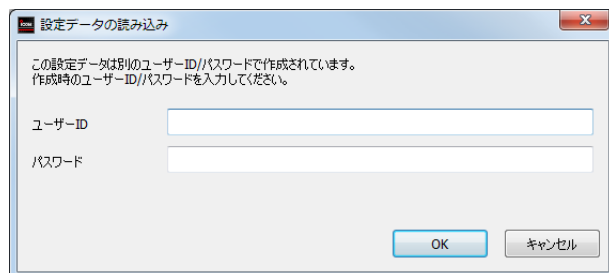 ICOM
設定データの読み込み
この設定データは別のユーザーID/パスワードで作成されています。
作成時のユーザーID/パスワードを入力してください。
ユーザーID
パスワード
OK
キャンセル